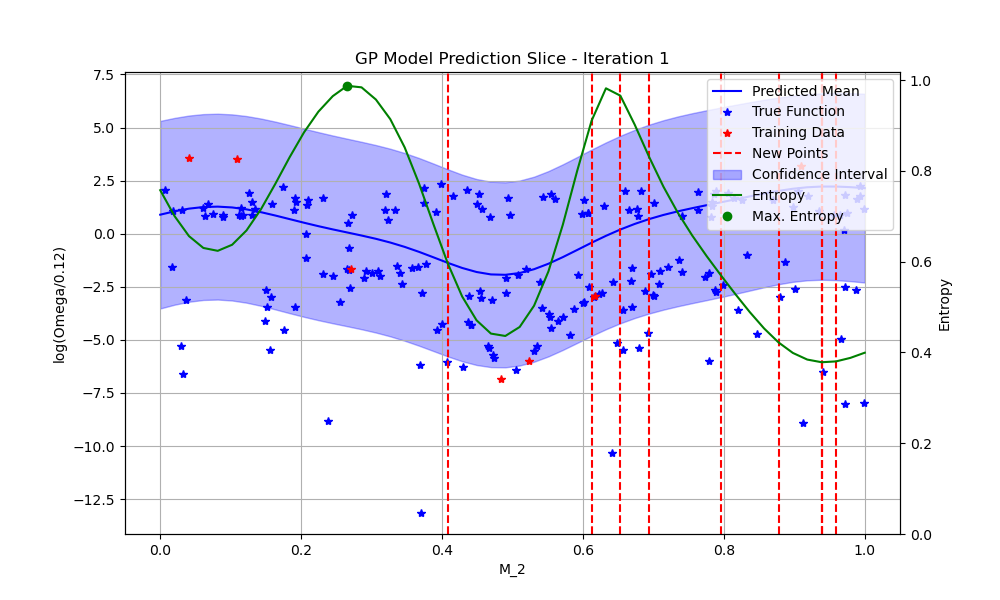 GP Model Prediction Slice - Iteration 1
7.5
5.0
2.5
0.0
−2.5
−5.0
−7.5
−10.0
−12.5
log(Omega/0.12)
1.0
0.8
0.6
0.4
0.2
0.0
Entropy
Predicted Mean
True Function
Training Data
New Points
Confidence Interval
Entropy
Max. Entropy
0.0 0.2 0.4 0.6 0.8 1.0
M_2